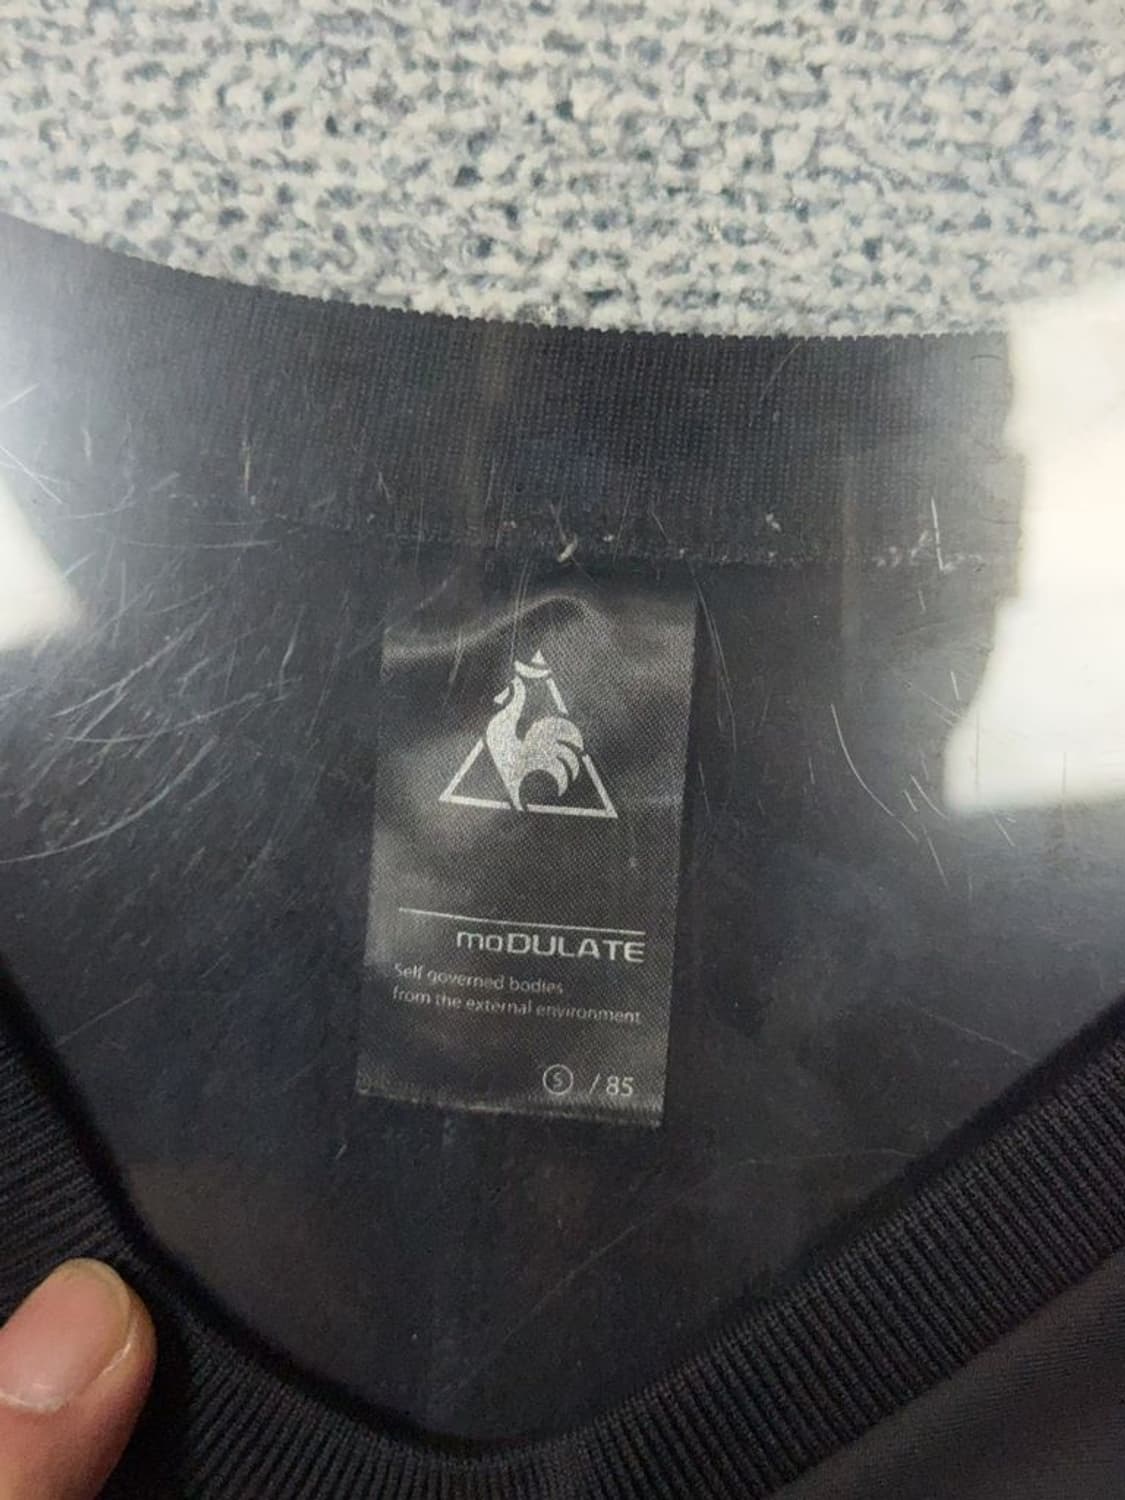 moDULATE
Self governed bodies
from the external environment
S / 85